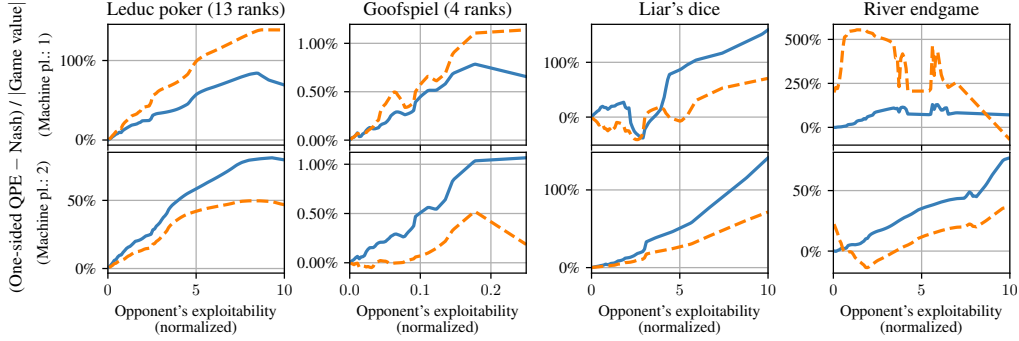 Leduc poker (13 ranks)
Goofspiel (4 ranks)
Liar's dice
River endgame
(One-sided QPE − Nash) / |Game value|
(Machine pl.: 1)
(Machine pl.: 2)
100%
0%
1.00%
0.50%
0.00%
100%
0%
500%
250%
0%
50%
0%
1.00%
0.50%
0.00%
100%
0%
50%
0%
0 5 10
0.0 0.1 0.2
0 5 10
0 5 10
Opponent's exploitability
(normalized)
Opponent's exploitability
(normalized)
Opponent's exploitability
(normalized)
Opponent's exploitability
(normalized)